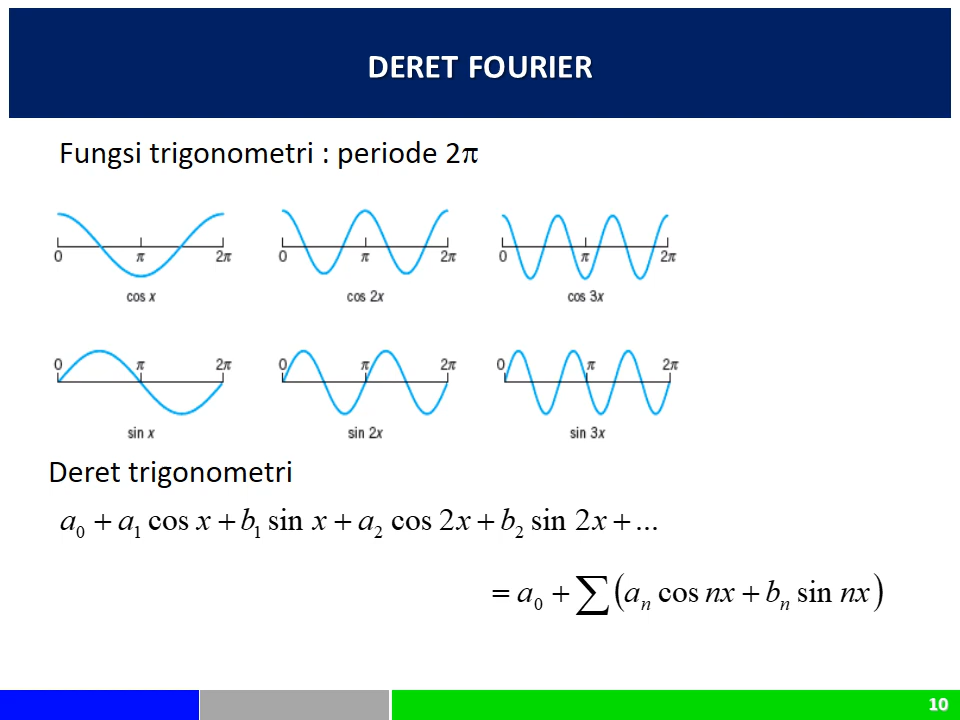 DERET FOURIER
Fungsi trigonometri : periode 2π
0 π 2π 0 π 2π 0 π 2π
cos x cos 2x cos 3x
0 π 2π 0 π 2π 0 π 2π
sin x sin 2x sin 3x
Deret trigonometri
a₀ + a₁ cos x + b₁ sin x + a₂ cos 2x + b₂ sin 2x + ...
= a₀ + ∑(aₙ cos nx + bₙ sin nx)
10